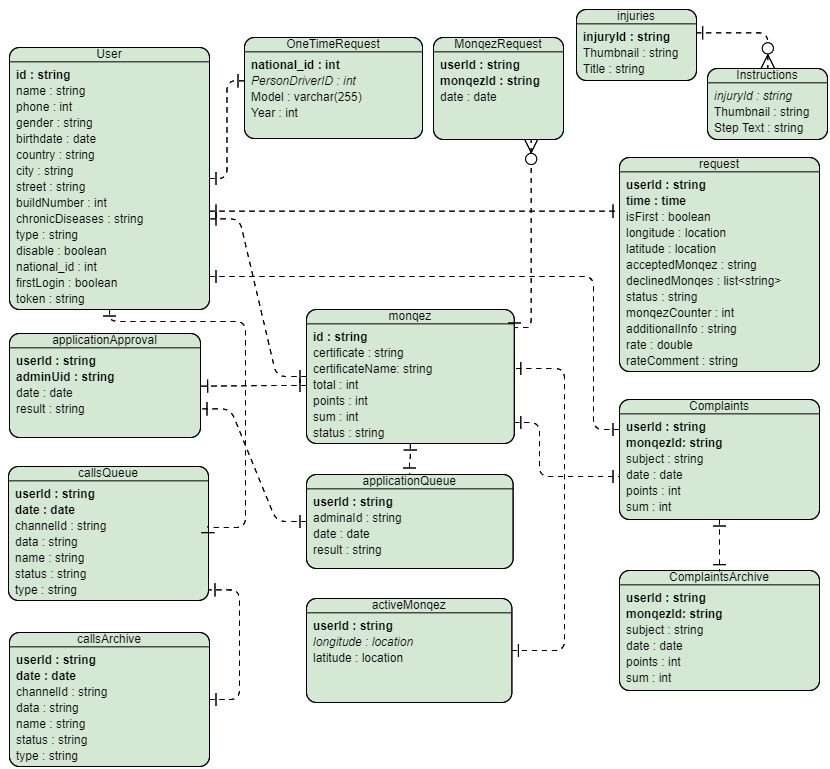 User
id : string
name : string
phone : int
gender : string
birthdate : date
country : string
city : string
street : string
buildNumber : int
chronicDiseases : string
type : string
disable : boolean
national_id : int
firstLogin : boolean
token : string
OneTimeRequest
national_id : int
PersonDriverID : int
Model : varchar(255)
Year : int
MonqezRequest
userId : string
monqezId : string
date : date
injuries
injuryId : string
Thumbnail : string
Title : string
Instructions
injuryId : string
Thumbnail : string
Step Text : string
request
userId : string
time : time
isFirst : boolean
longitude : location
latitude : location
acceptedMonqez : string
declinedMonqes : list<string>
status : string
monqezCounter : int
additionalInfo : string
rate : double
rateComment : string
applicationApproval
userId : string
adminUid : string
date : date
result : string
monqez
id : string
certificate : string
certificateName: string
total : int
points : int
sum : int
status : string
Complaints
userId : string
monqezId: string
subject : string
date : date
points : int
sum : int
callsQueue
userId : string
date : date
channelId : string
data : string
name : string
status : string
type : string
applicationQueue
userId : string
adminaId : string
date : date
result : string
ComplaintsArchive
userId : string
monqezId: string
subject : string
date : date
points : int
sum : int
activeMonqez
userId : string
longitude : location
latitude : location
callsArchive
userId : string
date : date
channelId : string
data : string
name : string
status : string
type : string